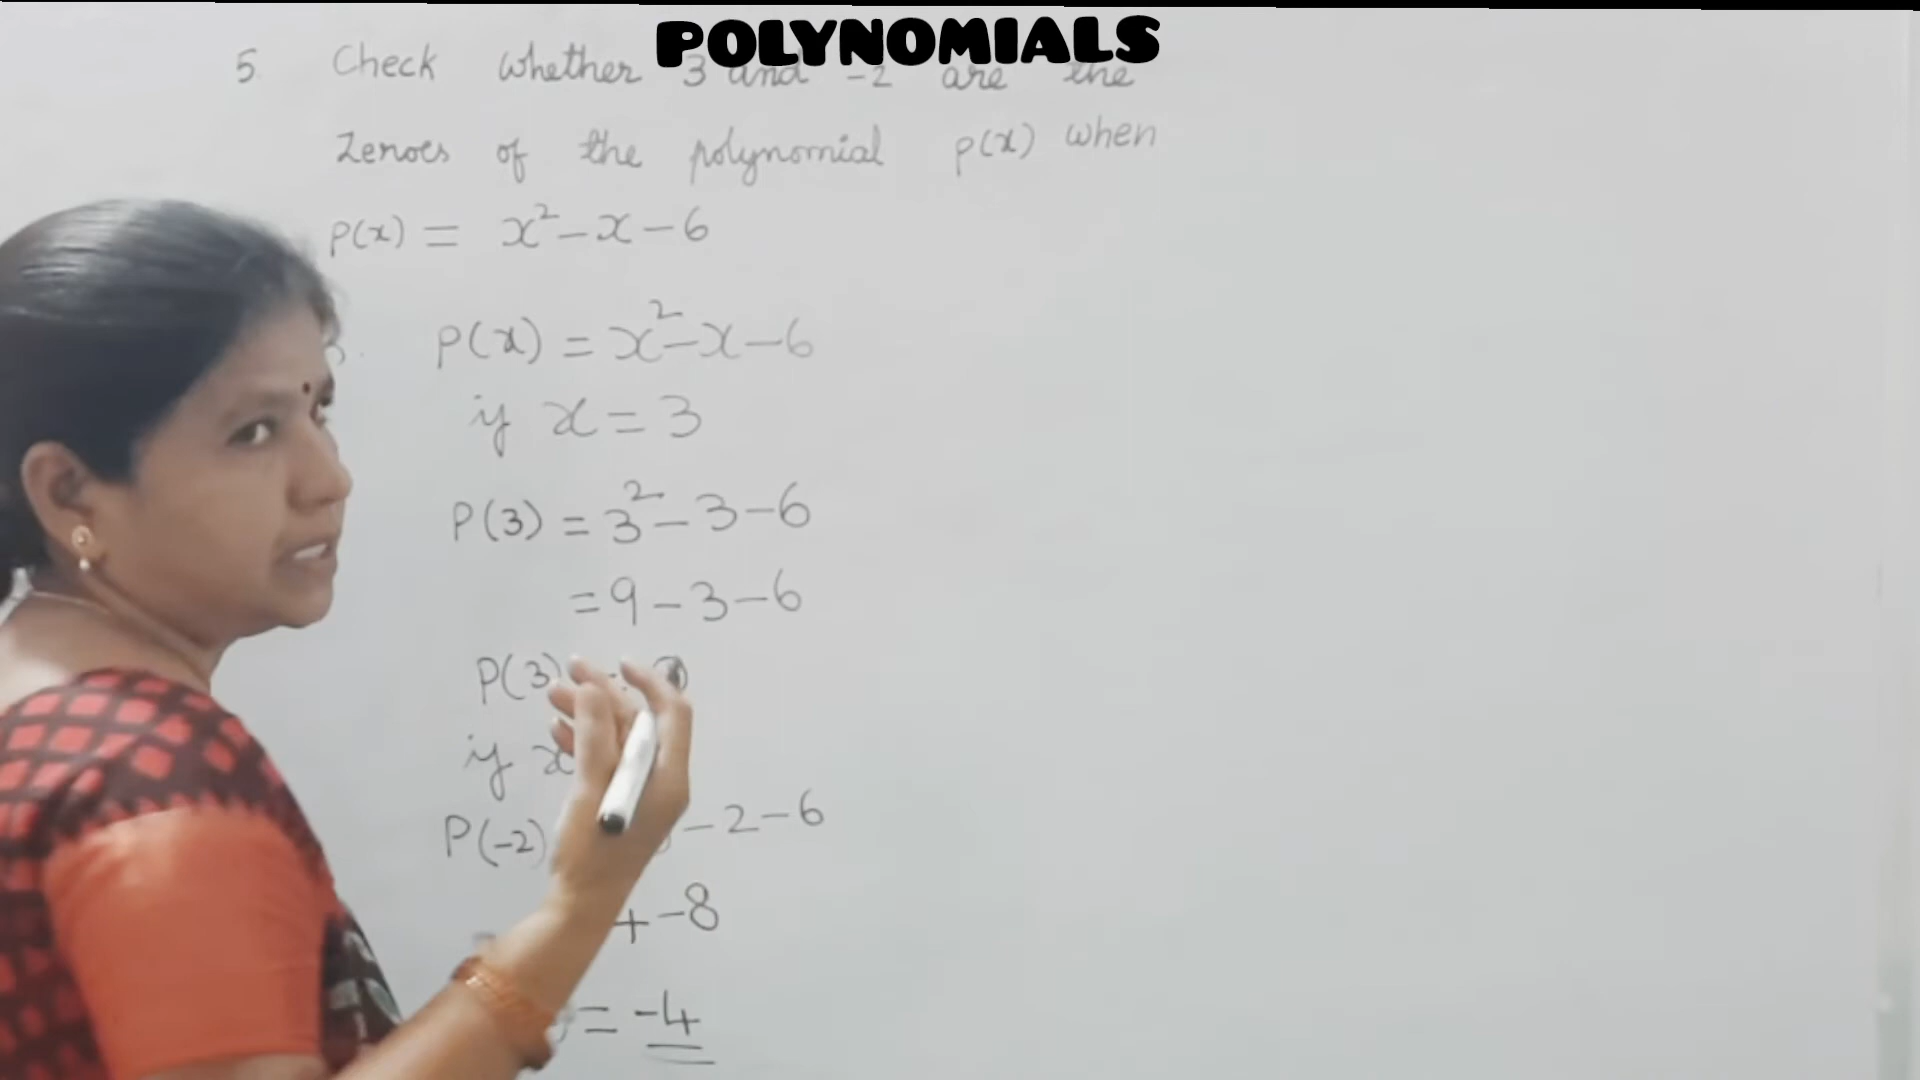 POLYNOMIALS
5. Check whether 3 and -2 are the
Zeroes of the polynomial p(x) when
P(x) = x² - x - 6
P(x) = x² - x - 6
if x = 3
P(3) = 3² - 3 - 6
= 9 - 3 - 6
P(3)
if x
P(-2) - 2 - 6
-8
= -4